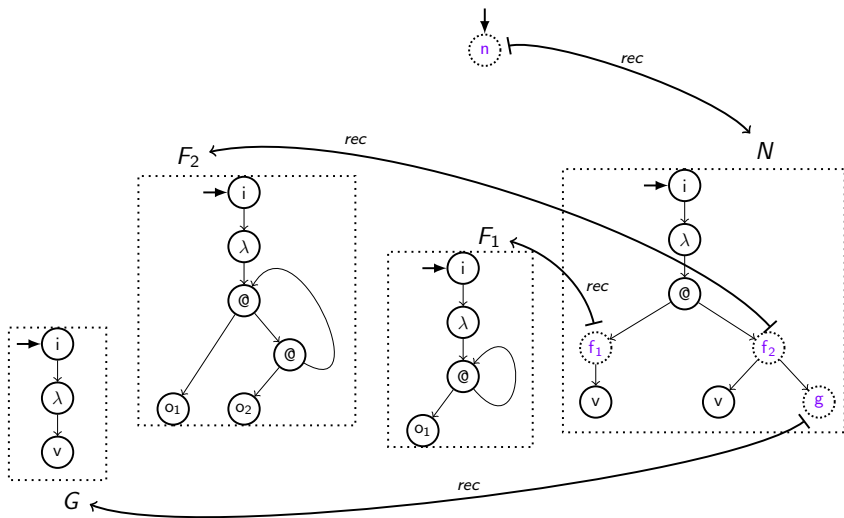 n
rec
rec
F₂
N
i
i
λ
λ
F₁
i
rec
@
@
λ
i
f₁
f₂
@
@
λ
v
v
g
o₁
o₂
o₁
v
rec
G